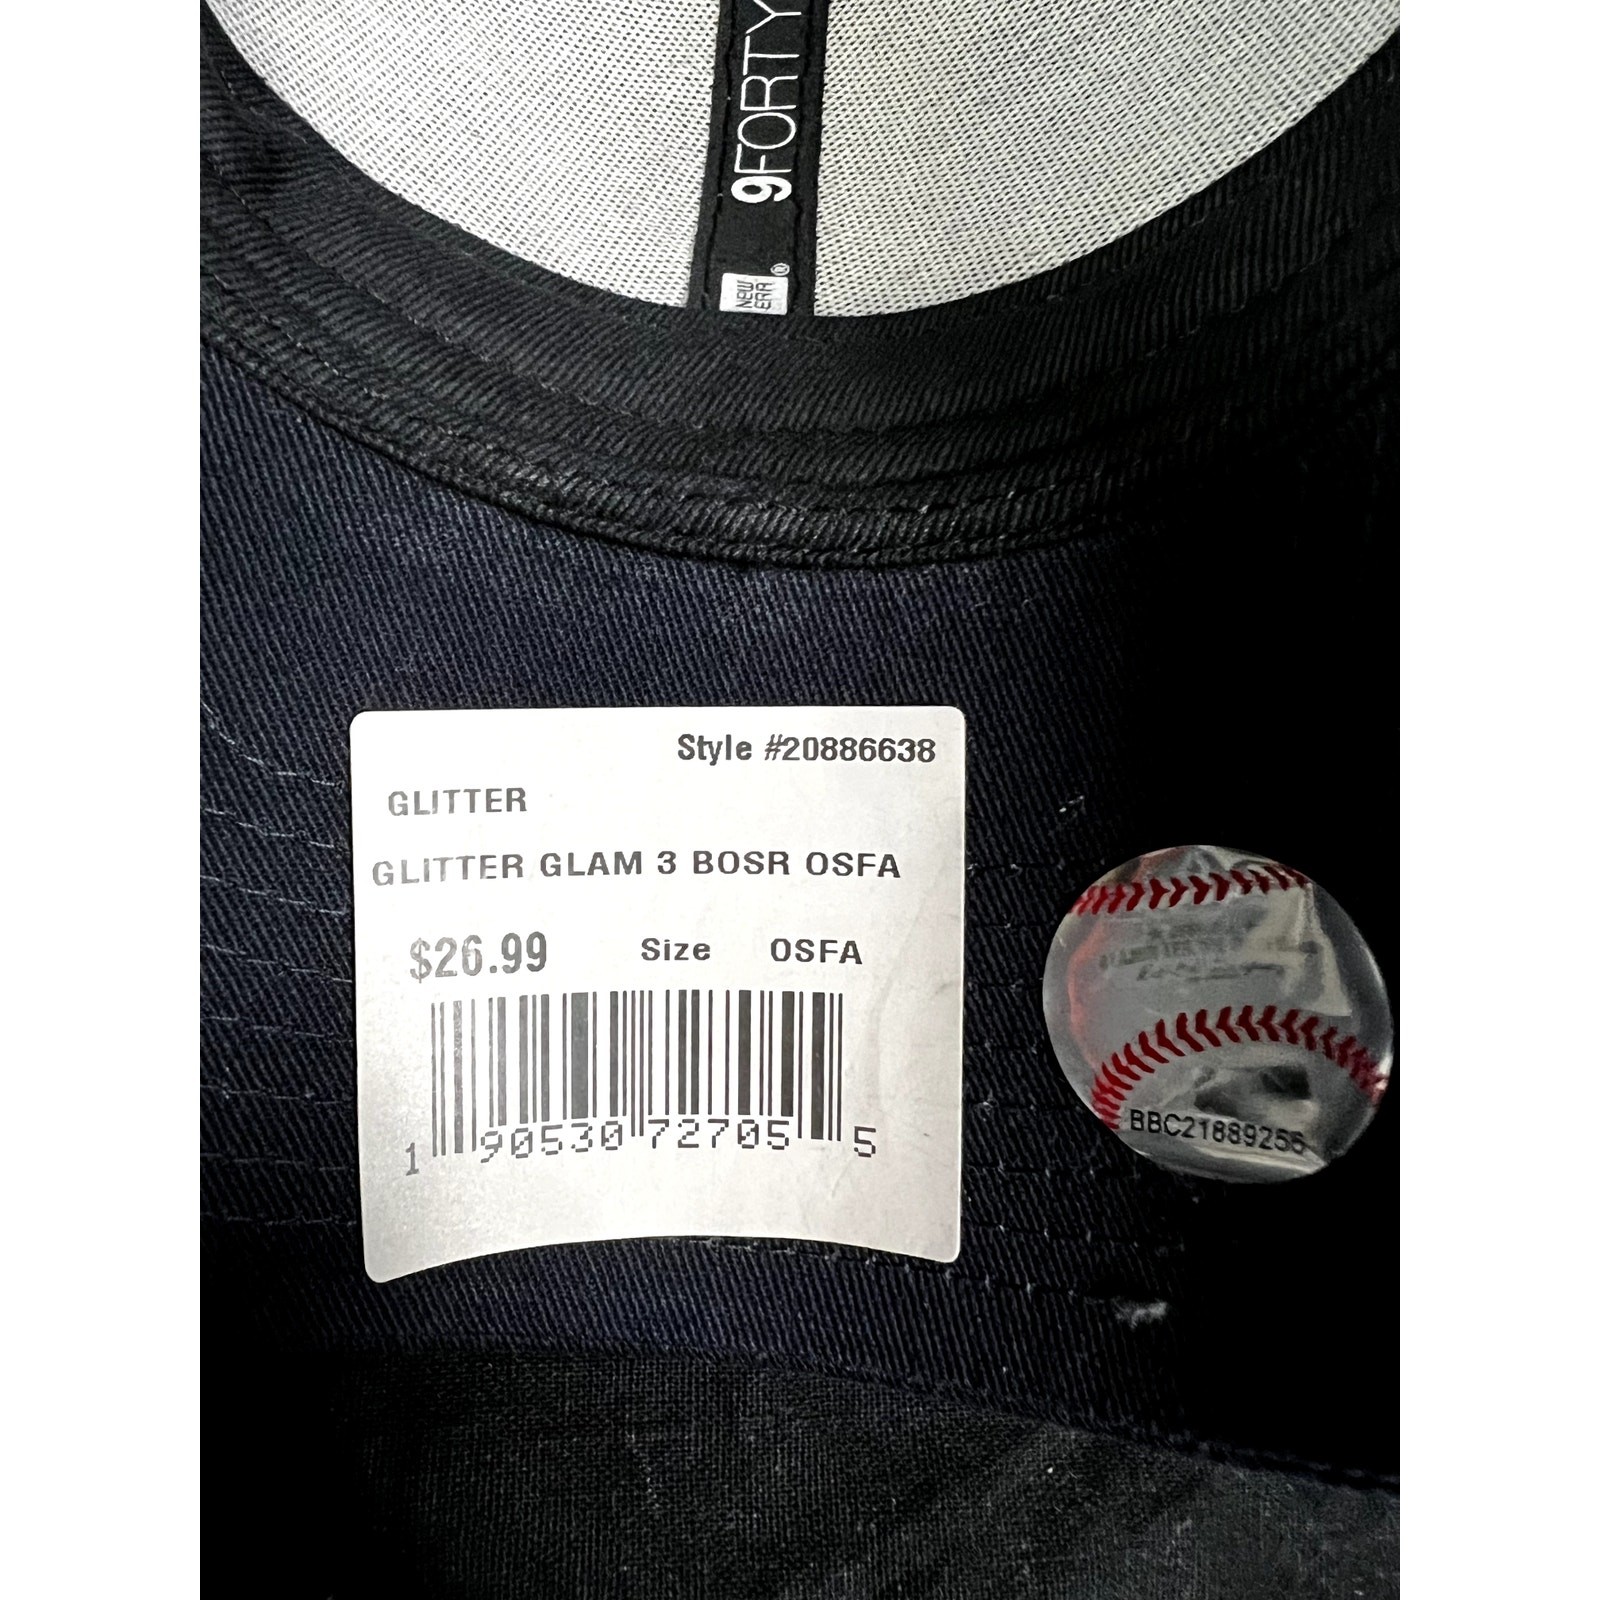 9FORTY
NEW ERA®
Style #20886638
GLITTER
GLITTER GLAM 3 BOSR OSFA
$26.99 Size OSFA
1 90530 72705 5
BBC21889256